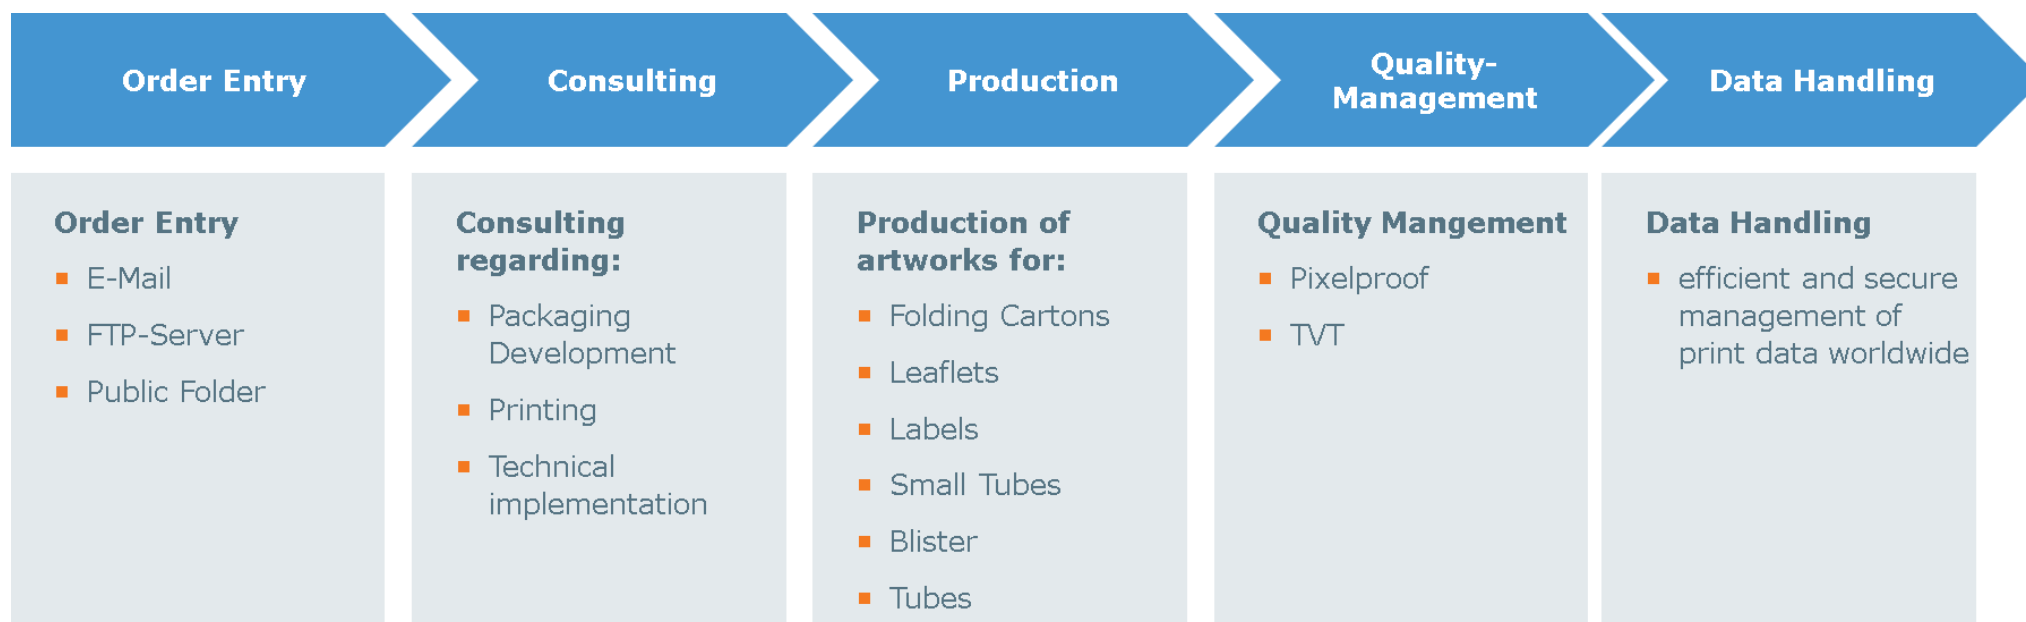 Order Entry
Consulting
Production
Quality-
Management
Data Handling
Order Entry
E-Mail
FTP-Server
Public Folder
Consulting
regarding:
Packaging
Development
Printing
Technical
implementation
Production of
artworks for:
Folding Cartons
Leaflets
Labels
Small Tubes
Blister
Tubes
Quality Mangement
Pixelproof
TVT
Data Handling
efficient and secure
management of
print data worldwide